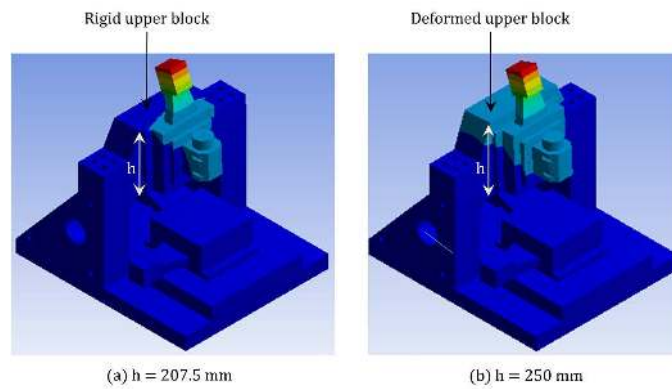 Rigid upper block
Deformed upper block
h
h
(a) h = 207.5 mm
(b) h = 250 mm